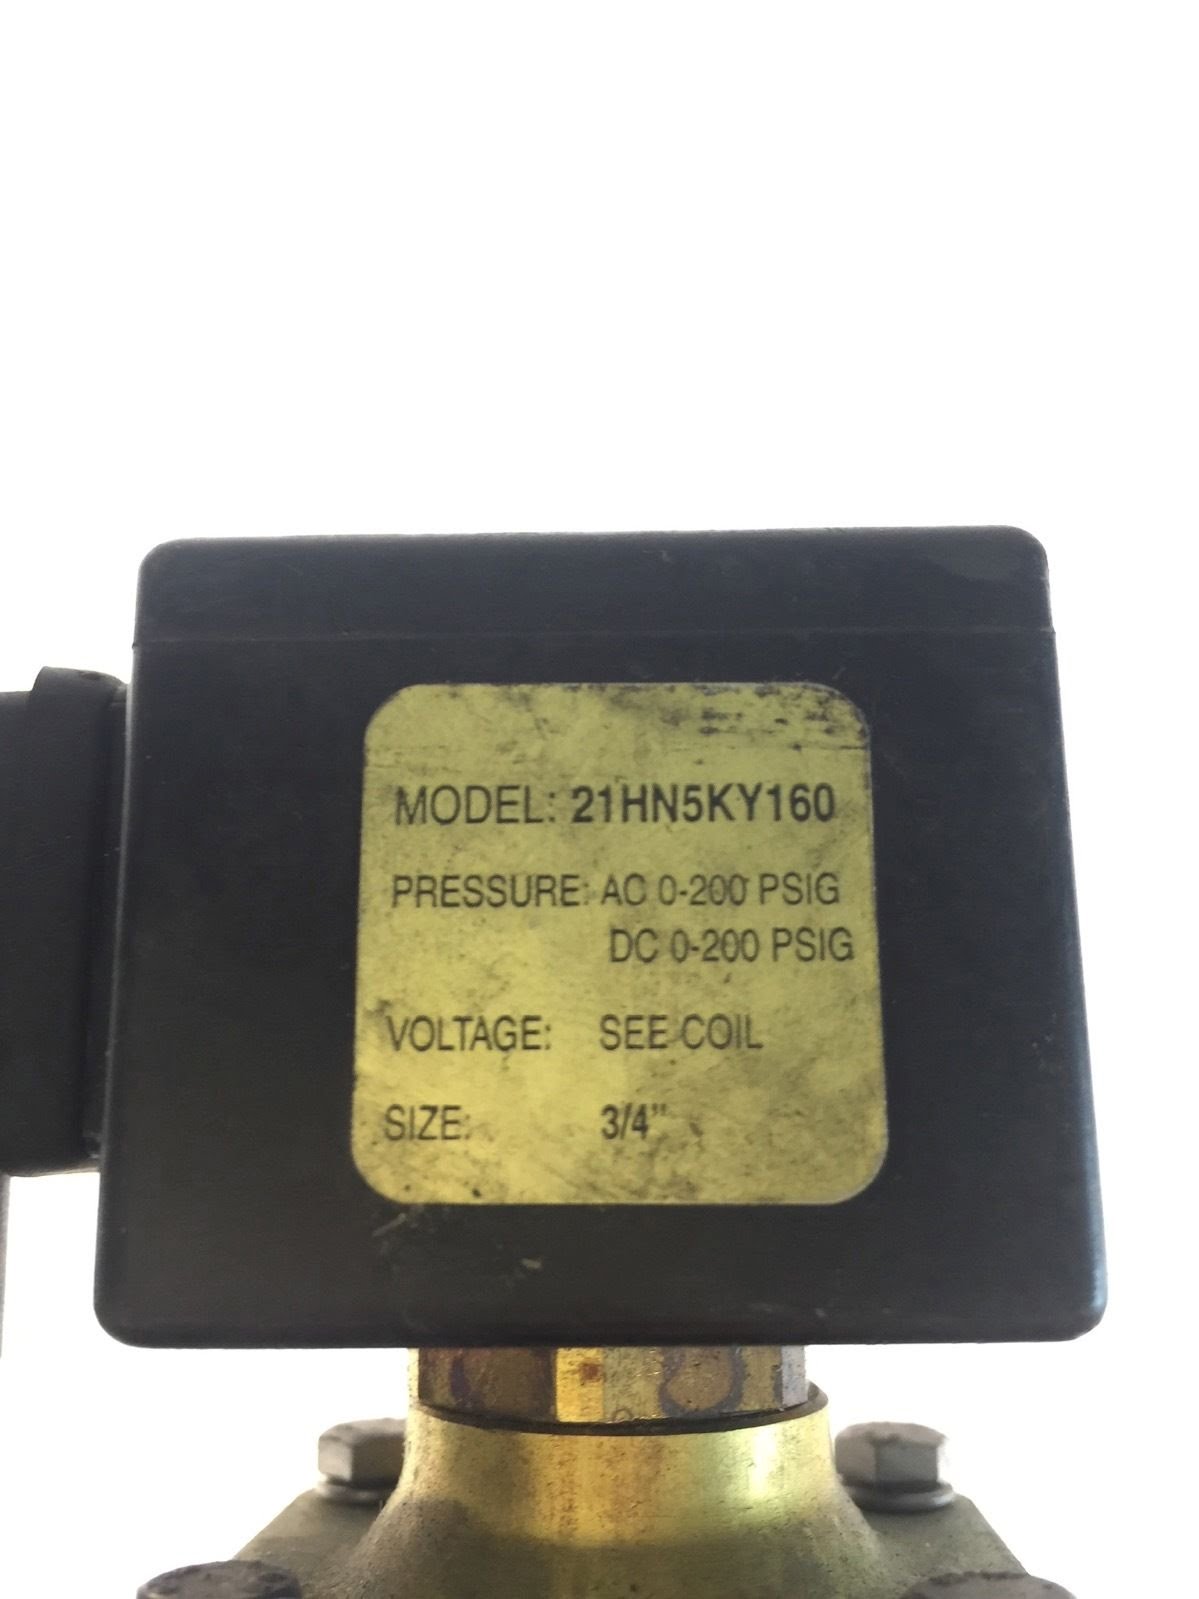 MODEL: 21HN5KY160
PRESSURE: AC 0-200 PSIG
DC 0-200 PSIG
VOLTAGE: SEE COIL
SIZE: 3/4"